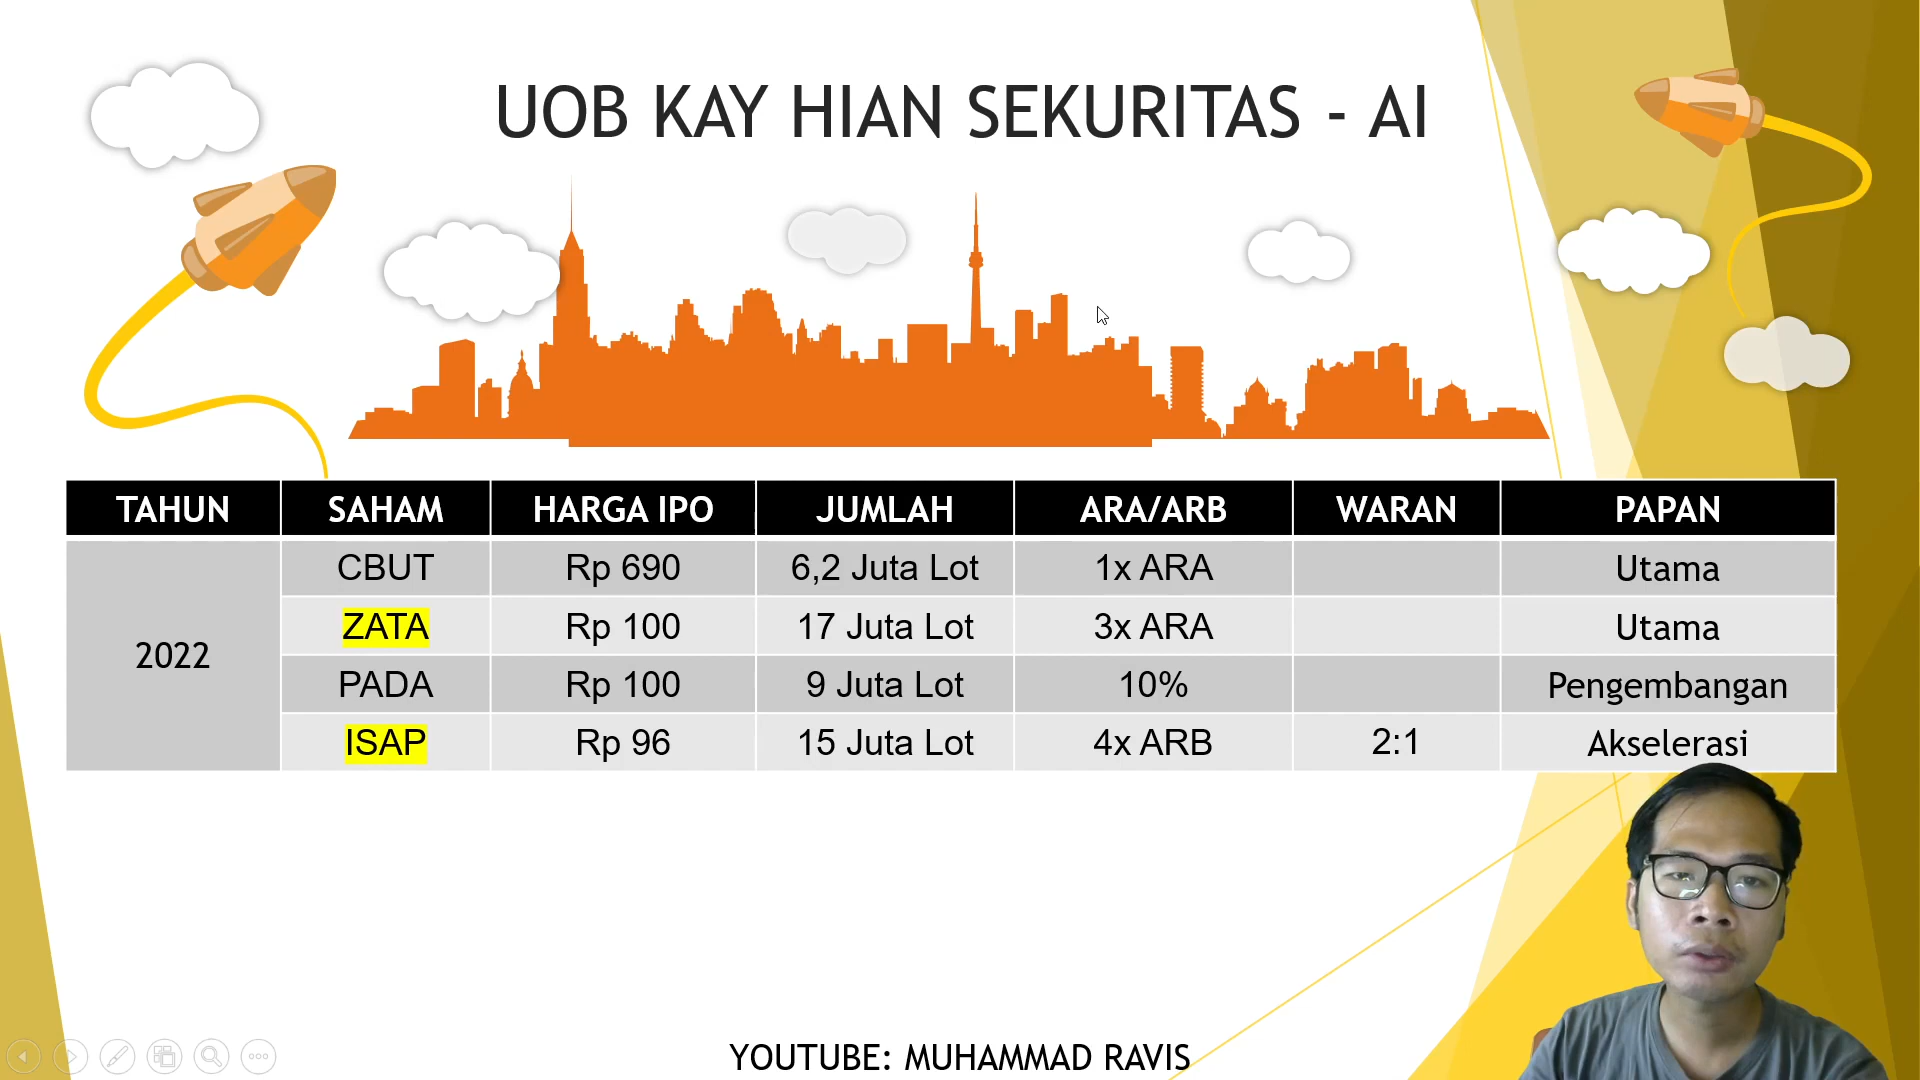 UOB KAY HIAN SEKURITAS - AI
TAHUN SAHAM HARGA IPO JUMLAH ARA/ARB WARAN PAPAN
2022
CBUT Rp 690 6,2 Juta Lot 1x ARA Utama
ZATA Rp 100 17 Juta Lot 3x ARA Utama
PADA Rp 100 9 Juta Lot 10% Pengembangan
ISAP Rp 96 15 Juta Lot 4x ARB 2:1 Akselerasi
YOUTUBE: MUHAMMAD RAVIS